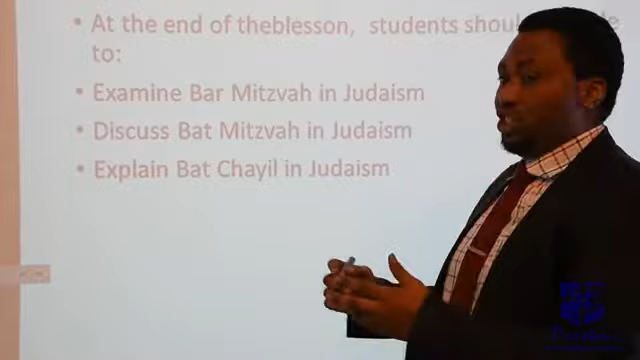 • At the end of theblesson, students
to:
• Examine Bar Mitzvah in Judaism
• Discuss Bat Mitzvah in Judaism
• Explain Bat Chayil in Judaism